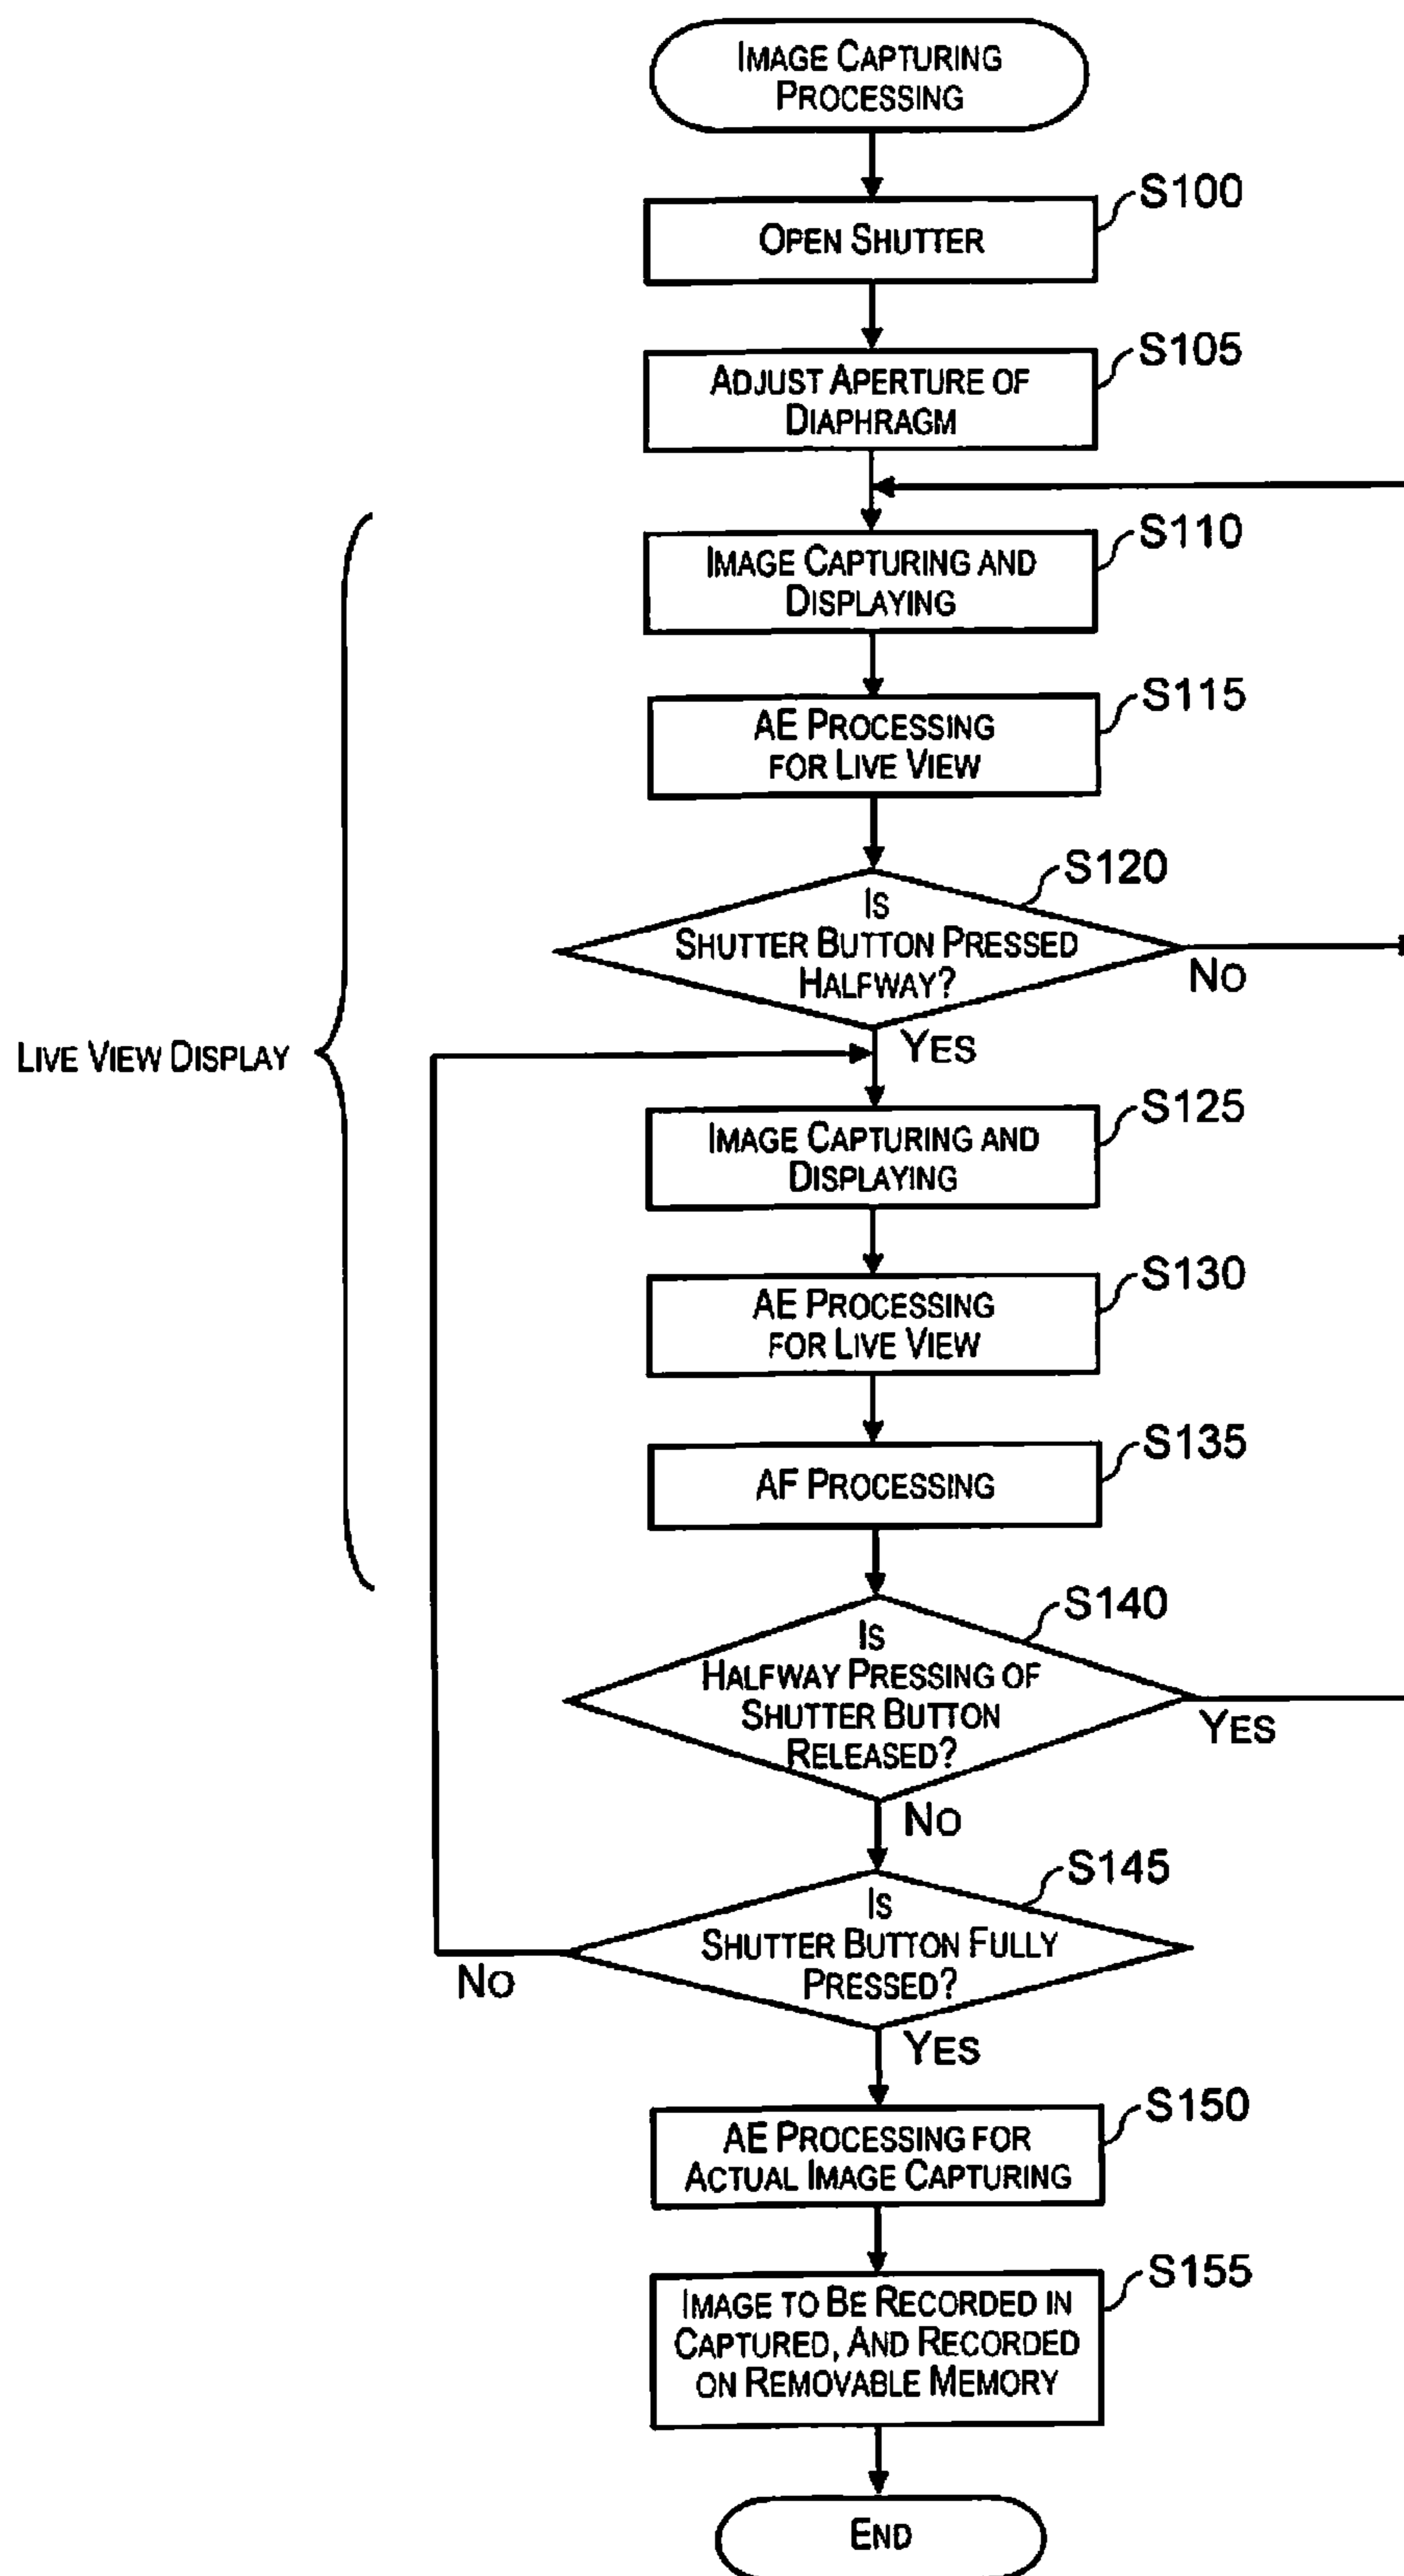 IMAGE CAPTURING
PROCESSING
S100
OPEN SHUTTER
S105
ADJUST APERTURE OF
DIAPHRAGM
S110
IMAGE CAPTURING AND
DISPLAYING
S115
AE PROCESSING
FOR LIVE VIEW
S120
IS
SHUTTER BUTTON PRESSED
HALFWAY?
NO
YES
LIVE VIEW DISPLAY
S125
IMAGE CAPTURING AND
DISPLAYING
S130
AE PROCESSING
FOR LIVE VIEW
S135
AF PROCESSING
S140
IS
HALFWAY PRESSING OF
SHUTTER BUTTON
RELEASED?
YES
NO
S145
IS
SHUTTER BUTTON FULLY
PRESSED?
NO
YES
S150
AE PROCESSING FOR
ACTUAL IMAGE CAPTURING
S155
IMAGE TO BE RECORDED IN
CAPTURED, AND RECORDED
ON REMOVABLE MEMORY
END